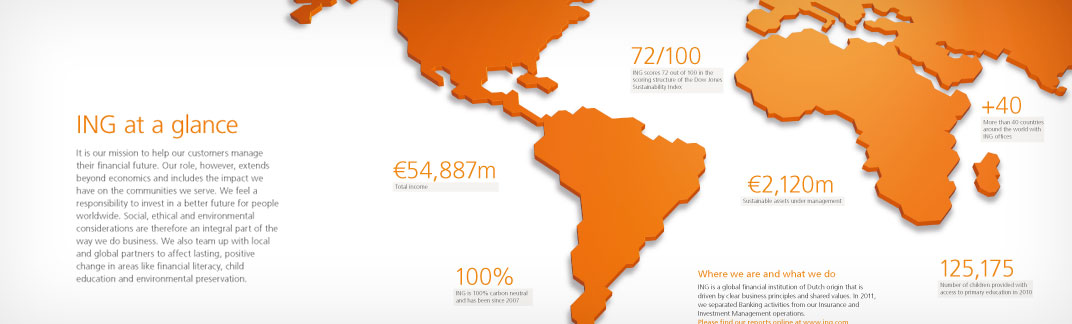 ING at a glance
It is our mission to help our customers manage
their financial future. Our role, however, extends
beyond economics and includes the impact we
have on the communities we serve. We feel a
responsibility to invest in a better future for people
worldwide. Social, ethical and environmental
considerations are therefore an integral part of the
way we do business. We also team up with local
and global partners to affect lasting, positive
change in areas like financial literacy, child
education and environmental preservation.
€54,887m
Total income
100%
ING is 100% carbon neutral
and has been since 2007
72/100
ING scores 72 out of 100 in the
scoring structure of the Dow Jones
Sustainability Index
€2,120m
Sustainable assets under management
+40
More than 40 countries
around the world with
ING offices
Where we are and what we do
ING is a global financial institution of Dutch origin that is
driven by clear business principles and shared values. In 2011,
we separated Banking activities from our Insurance and
Investment Management operations.
Please find our reports online at www.ing.com
125,175
Number of children provided with
access to primary education in 2010